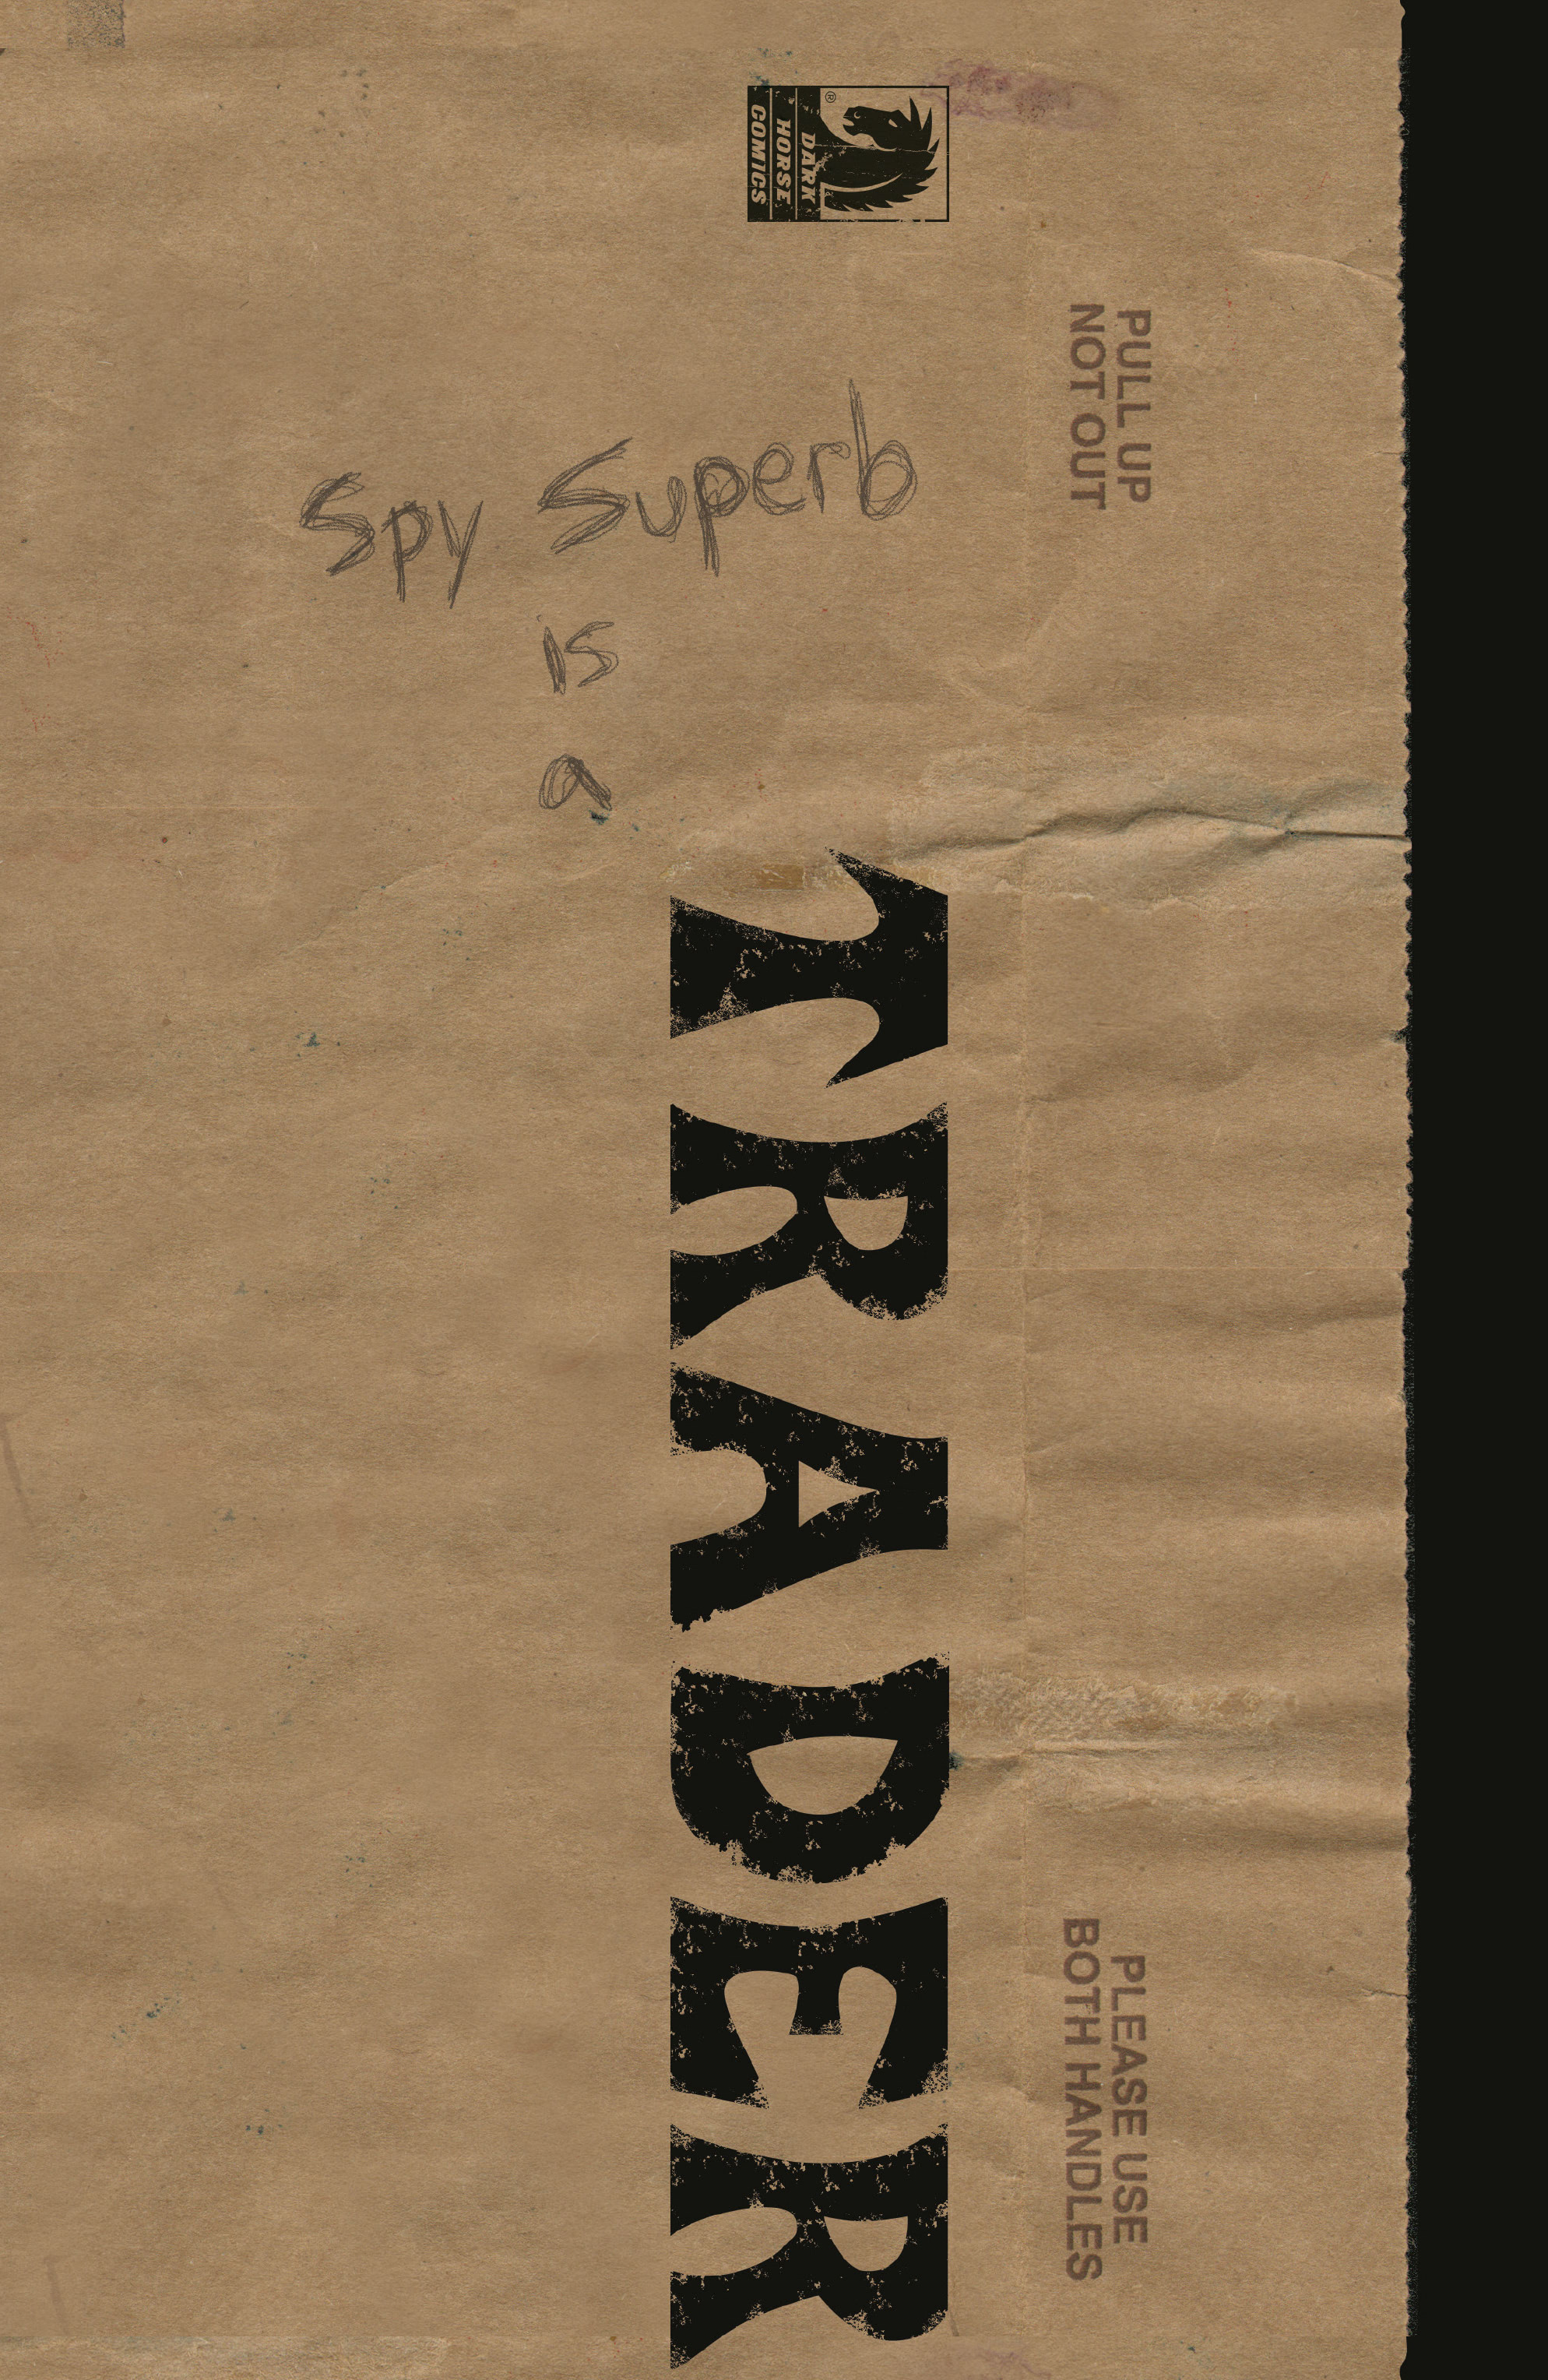 DARK
HORSE
COMICS
®
PULL UP
NOT OUT
Spy Superb
is
a
TRADER
PLEASE USE
BOTH HANDLES